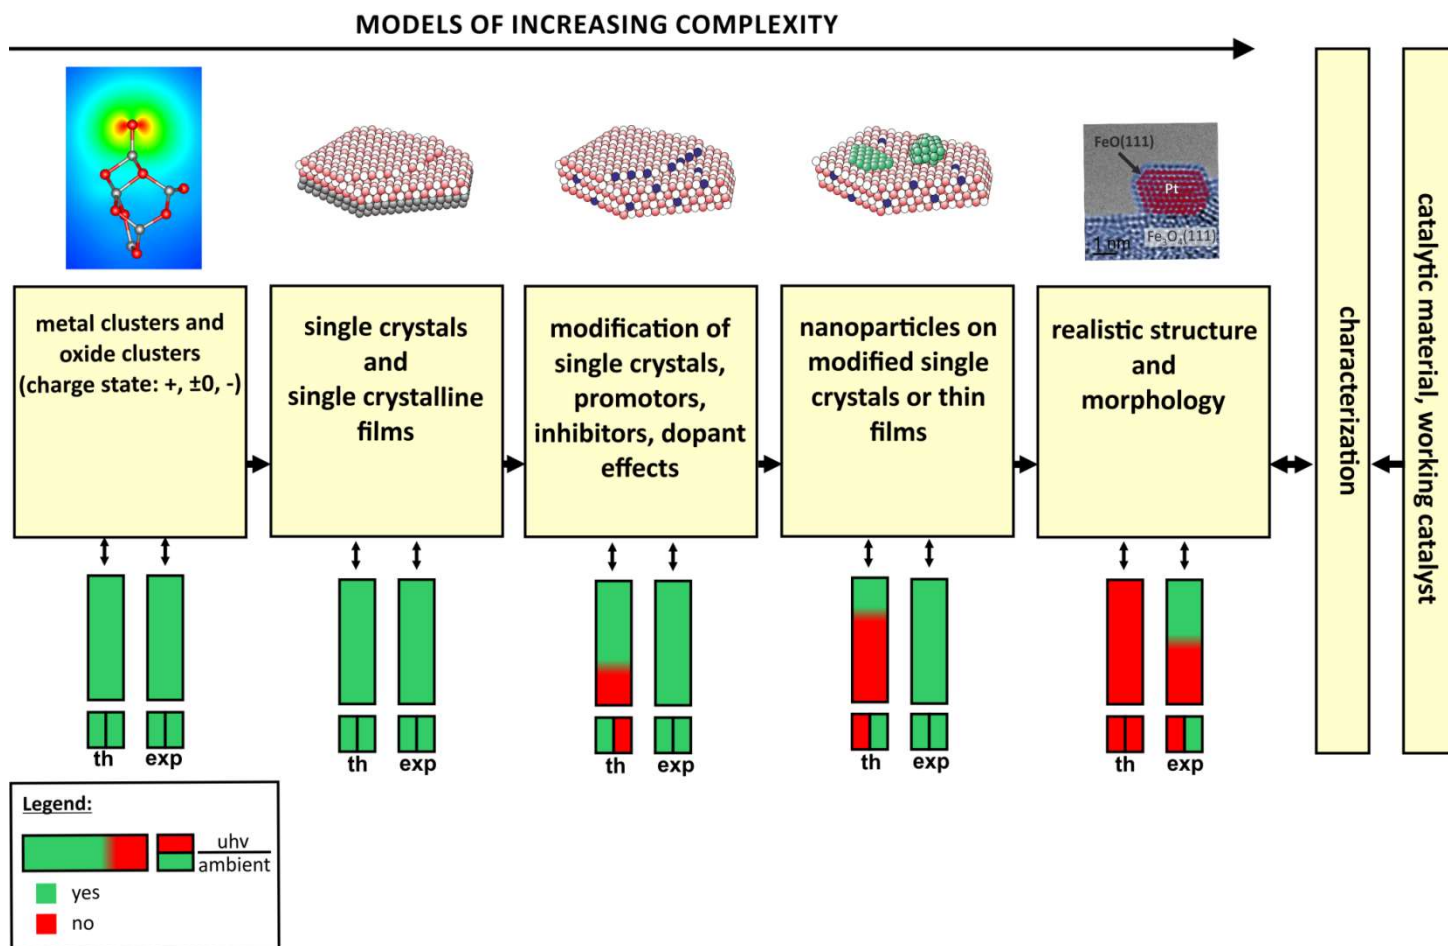 MODELS OF INCREASING COMPLEXITY
FeO(111)
Pt
Fe3O4(111)
1 nm
metal clusters and
oxide clusters
(charge state: +, ±0, -)
single crystals
and
single crystalline
films
modification of
single crystals,
promotors,
inhibitors, dopant
effects
nanoparticles on
modified single
crystals or thin
films
realistic structure
and
morphology
characterization
catalytic material, working catalyst
th exp
th exp
th exp
th exp
th exp
Legend:
uhv
ambient
yes
no